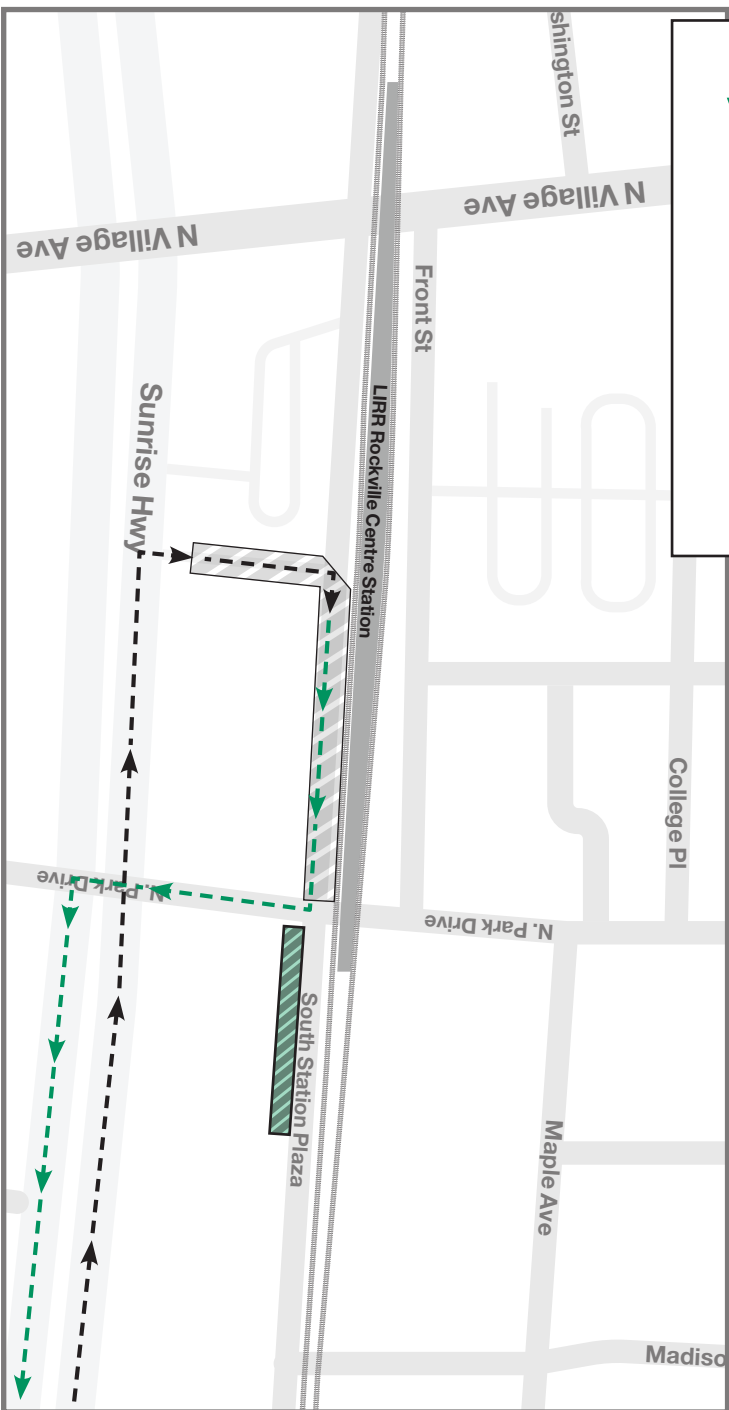 shington St
N Village Ave
N Village Ave
Front St
LIRR Rockville Centre Station
Sunrise Hwy
College Pl
N. Park Drive
N. Park Drive
South Station Plaza
Maple Ave
Madiso